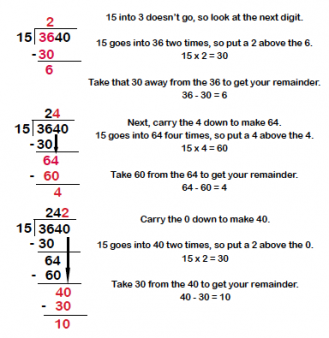 2
15 3640
- 30
6
15 into 3 doesn't go, so look at the next digit.
15 goes into 36 two times, so put a 2 above the 6.
15 x 2 = 30
Take that 30 away from the 36 to get your remainder.
36 - 30 = 6
24
15 3640
- 30
64
- 60
4
Next, carry the 4 down to make 64.
15 goes into 64 four times, so put a 4 above the 4.
15 x 4 = 60
Take 60 from the 64 to get your remainder.
64 - 60 = 4
242
15 3640
- 30
64
- 60
40
- 30
10
Carry the 0 down to make 40.
15 goes into 40 two times, so put a 2 above the 0.
15 x 2 = 30
Take 30 from the 40 to get your remainder.
40 - 30 = 10